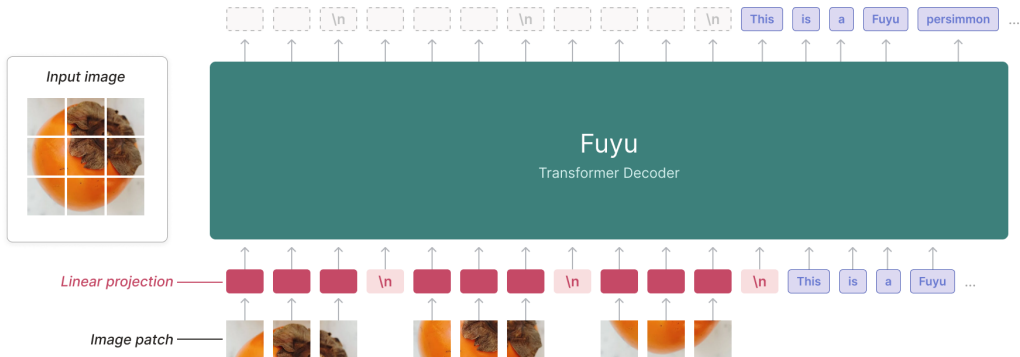 \n \n \n This is a Fuyu persimmon ...
Input image
Fuyu
Transformer Decoder
Linear projection \n \n \n This is a Fuyu ...
Image patch